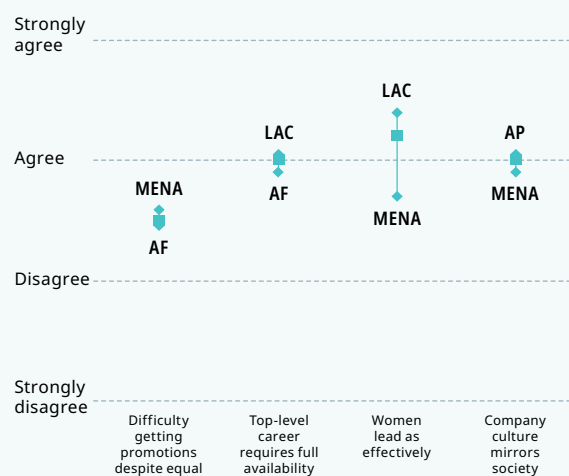 Strongly
agree
LAC
LAC
AP
Agree
MENA
AF
MENA
AF
MENA
Disagree
Strongly
disagree
Difficulty
getting
promotions
despite equal
Top-level
career
requires full
availability
Women
lead as
effectively
Company
culture
mirrors
society